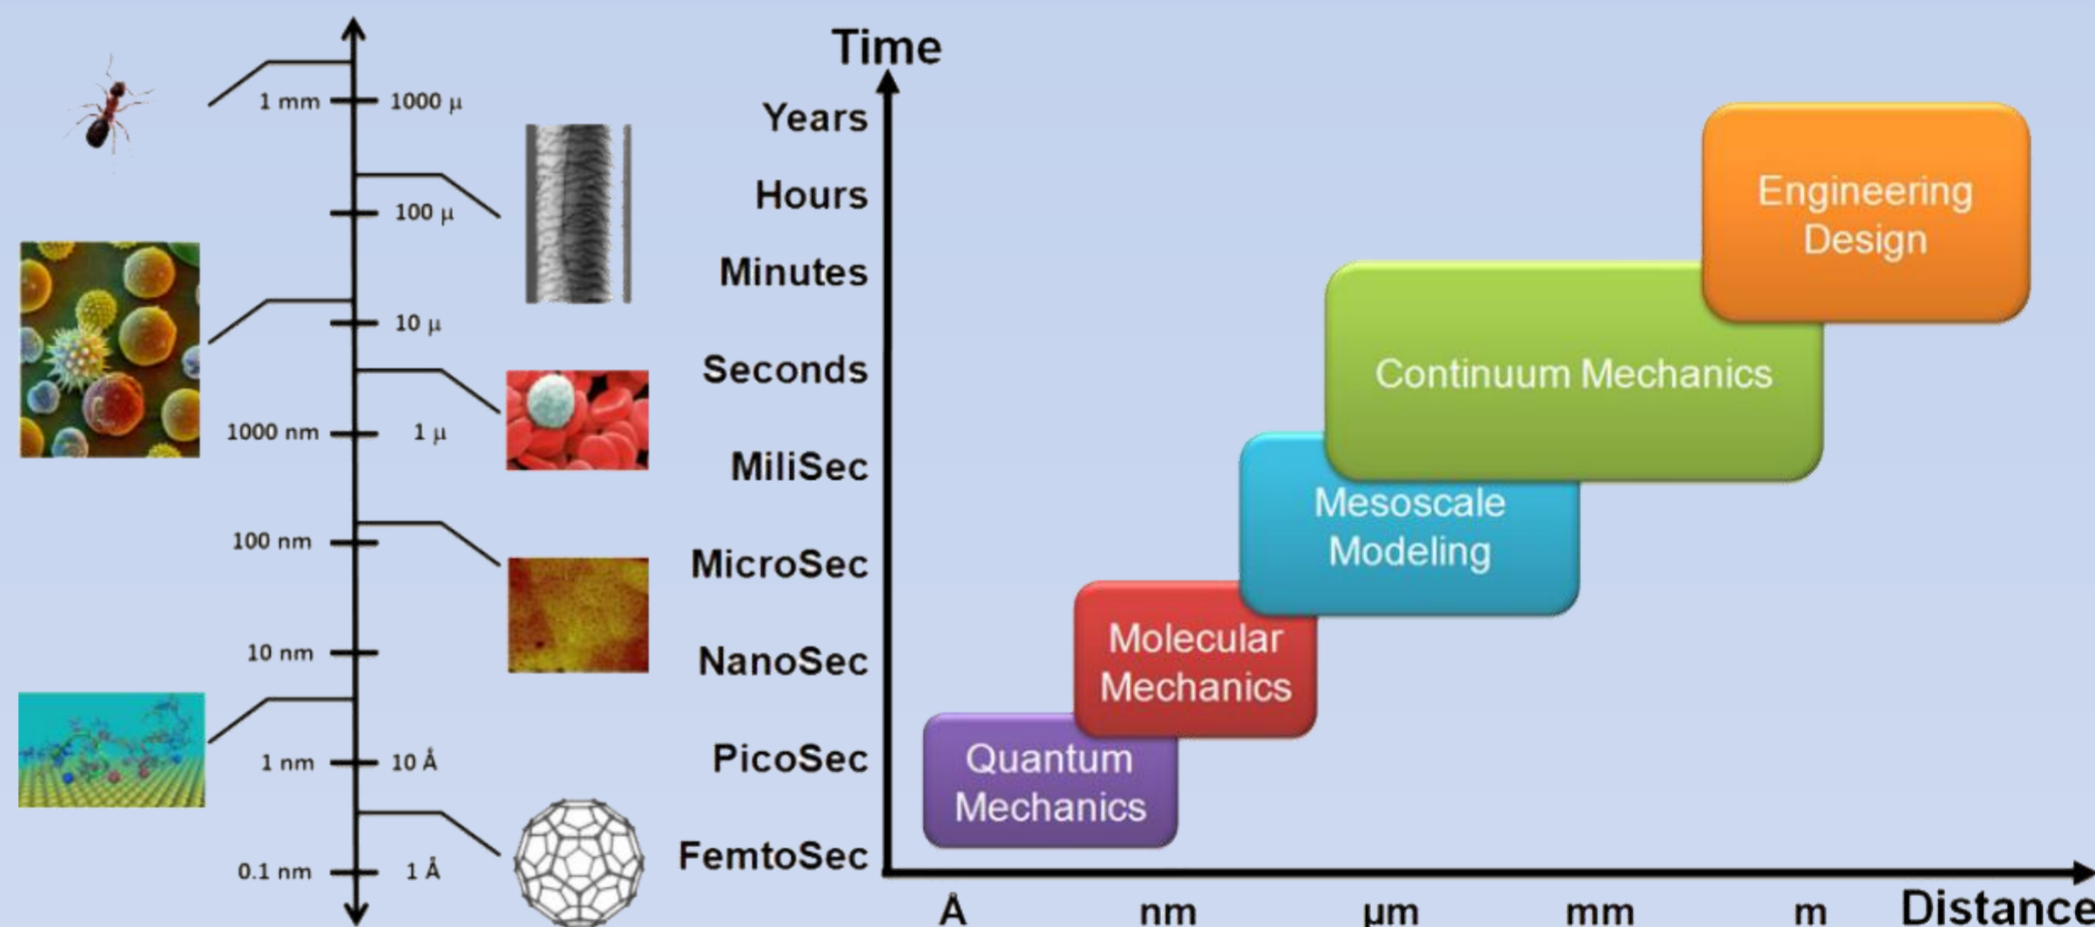 1 mm
1000 μ
100 μ
10 μ
1000 nm
1 μ
100 nm
10 nm
1 nm
10 Å
0.1 nm
1 Å
Time
Years
Hours
Minutes
Seconds
MiliSec
MicroSec
NanoSec
PicoSec
FemtoSec
Engineering
Design
Continuum Mechanics
Mesoscale
Modeling
Molecular
Mechanics
Quantum
Mechanics
Å
nm
μm
mm
m
Distance